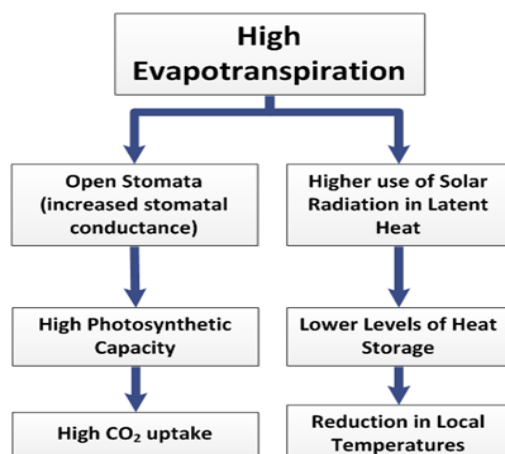 High
Evapotranspiration
Open Stomata
(increased stomatal
conductance)
Higher use of Solar
Radiation in Latent
Heat
High Photosynthetic
Capacity
Lower Levels of Heat
Storage
High CO₂ uptake
Reduction in Local
Temperatures